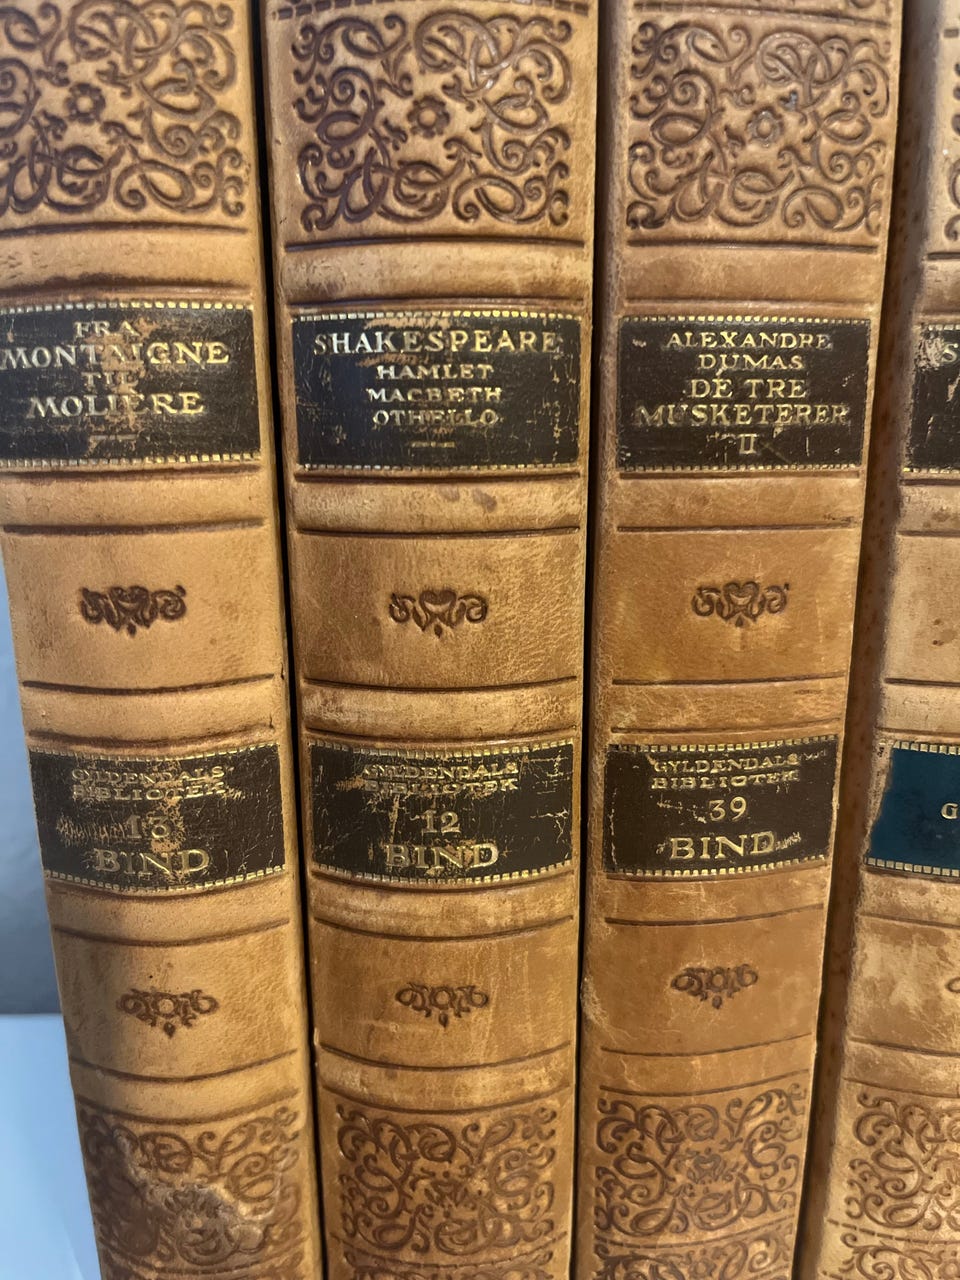 FRA
MONTAIGNE
TIL
MOLIÈRE
GYLDENDALS
BIBLIOTEK
13
BIND
SHAKESPEARE
HAMLET
MACBETH
OTHELLO
GYLDENDALS
BIBLIOTEK
12
BIND
ALEXANDRE
DUMAS
DE TRE
MUSKETERER
II
GYLDENDALS
BIBLIOTEK
39
BIND
S
G